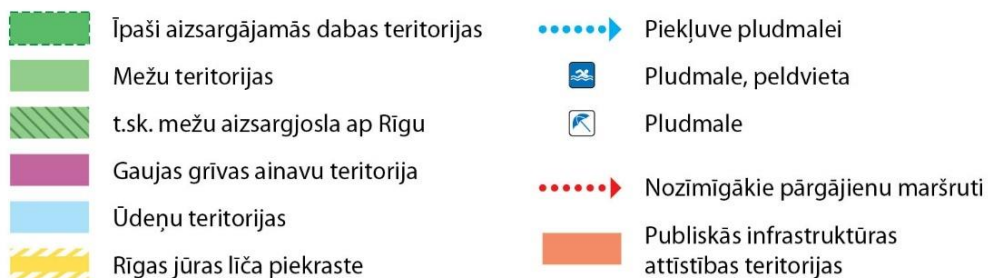 Īpaši aizsargājamās dabas teritorijas
Mežu teritorijas
t.sk. mežu aizsargjosla ap Rīgu
Gaujas grīvas ainavu teritorija
Ūdeņu teritorijas
Rīgas jūras līča piekraste
Piekļuve pludmalei
Pludmale, peldvieta
Pludmale
Nozīmīgākie pārgājienu maršruti
Publiskās infrastruktūras
attīstības teritorijas